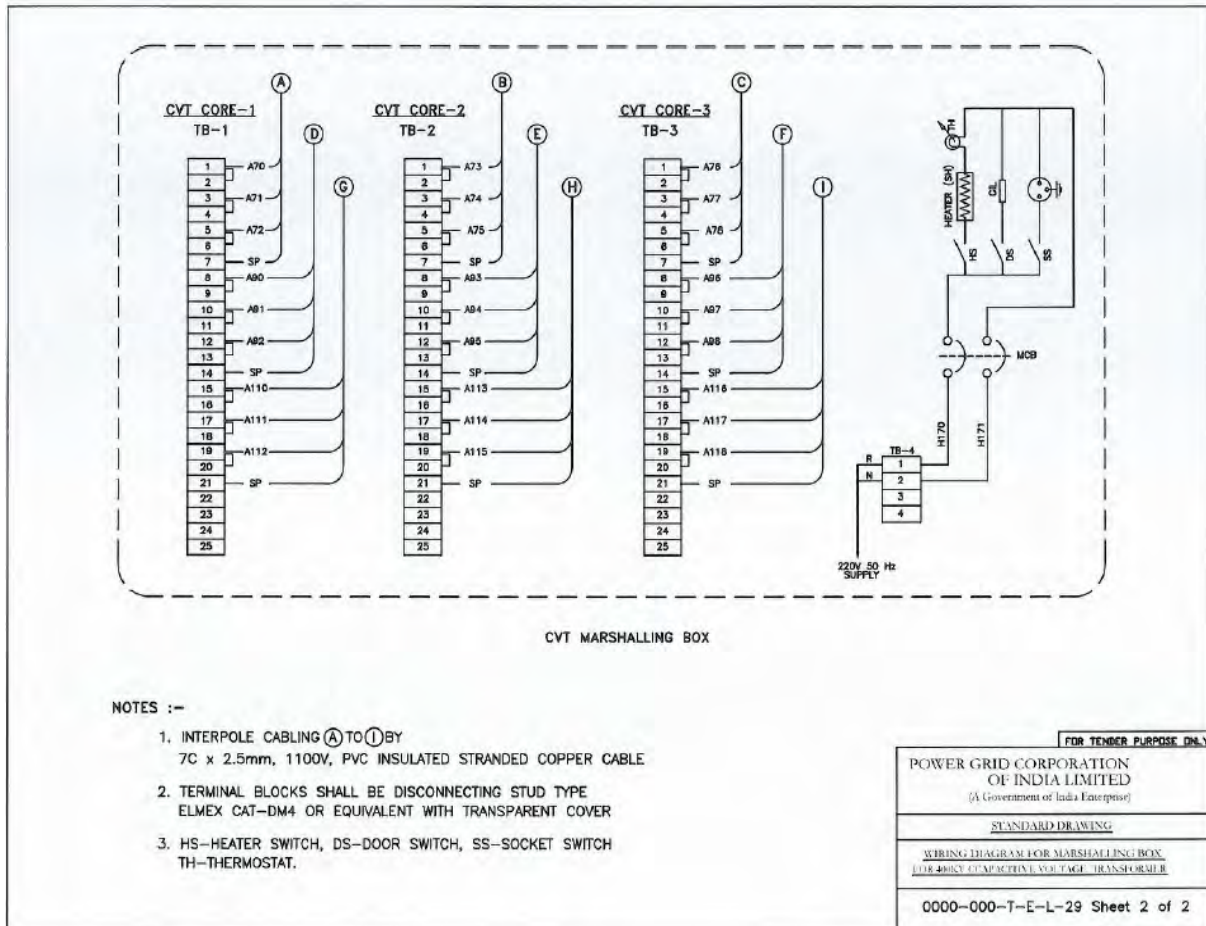 A
B
C
CVT CORE-1
TB-1
D
G
1
2
3
4
5
6
7
8
9
10
11
12
13
14
15
16
17
18
19
20
21
22
23
24
25
A70
A71
A72
SP
A90
A91
A92
SP
A110
A111
A112
SP
CVT CORE-2
TB-2
E
H
1
2
3
4
5
6
7
8
9
10
11
12
13
14
15
16
17
18
19
20
21
22
23
24
25
A73
A74
A75
SP
A93
A94
A95
SP
A113
A114
A115
SP
CVT CORE-3
TB-3
F
I
1
2
3
4
5
6
7
8
9
10
11
12
13
14
15
16
17
18
19
20
21
22
23
24
25
A76
A77
SP
A96
A97
A98
SP
A116
A117
A118
SP
TH
HEATER (SH)
HS
DS
SS
MCB
H170
H171
TB-4
R
N
1
2
3
4
220V 50 Hz
SUPPLY
CVT MARSHALLING BOX
NOTES :-
1. INTERPOLE CABLING A TO I BY
7C x 2.5mm, 1100V, PVC INSULATED STRANDED COPPER CABLE
2. TERMINAL BLOCKS SHALL BE DISCONNECTING STUD TYPE
ELMEX CAT-DM4 OR EQUIVALENT WITH TRANSPARENT COVER
3. HS-HEATER SWITCH, DS-DOOR SWITCH, SS-SOCKET SWITCH
TH-THERMOSTAT.
FOR TENDER PURPOSE ONLY
POWER GRID CORPORATION
OF INDIA LIMITED
(A Government of India Enterprise)
STANDARD DRAWING
WIRING DIAGRAM FOR MARSHALLING BOX
FOR 400KV CAPACITIVE VOLTAGE TRANSFORMER
0000-000-T-E-L-29 Sheet 2 of 2